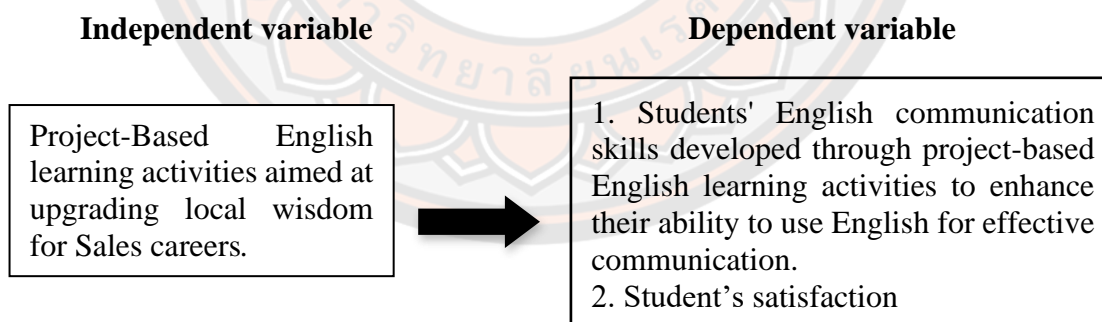 Independent variable
Dependent variable
Project-Based English
learning activities aimed at
upgrading local wisdom
for Sales careers.
1. Students' English communication
skills developed through project-based
English learning activities to enhance
their ability to use English for effective
communication.
2. Student's satisfaction